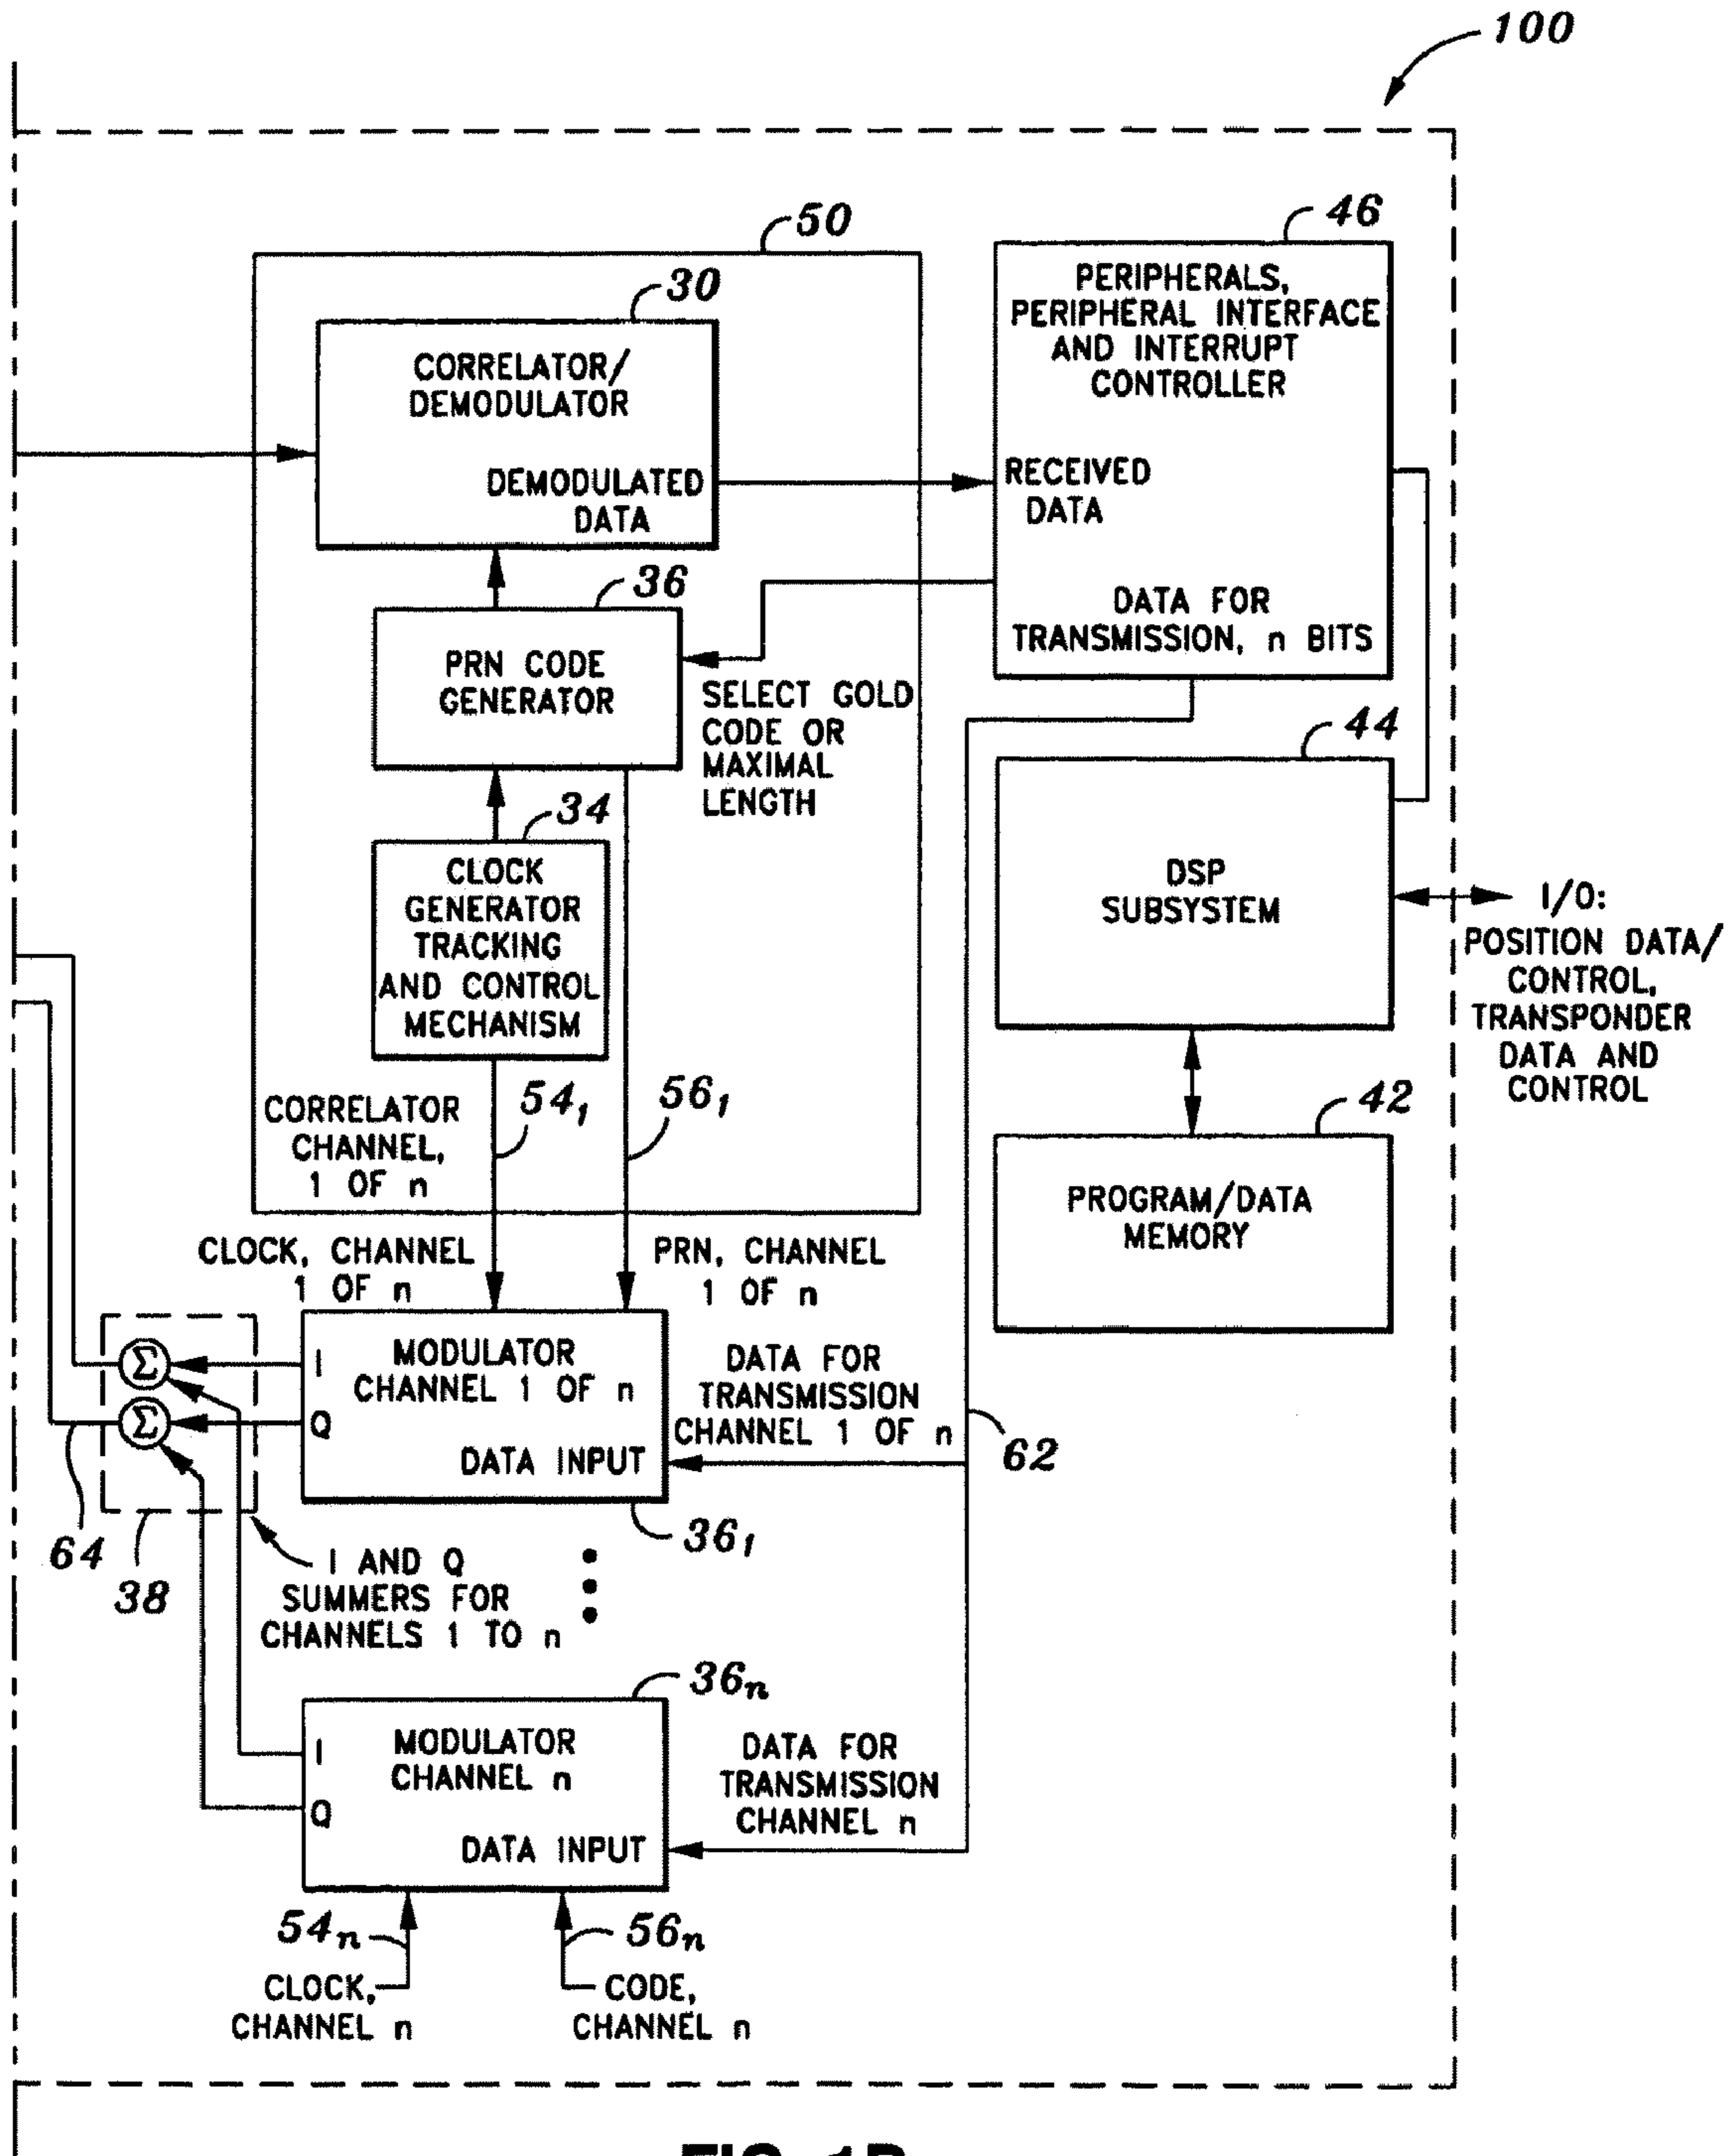 100
50
46
30
PERIPHERALS,
PERIPHERAL INTERFACE
AND INTERRUPT
CONTROLLER
CORRELATOR/
DEMODULATOR
DEMODULATED
DATA
RECEIVED
DATA
36
DATA FOR
TRANSMISSION, n BITS
PRN CODE
GENERATOR
SELECT GOLD
CODE OR
MAXIMAL
LENGTH
44
34
CLOCK
GENERATOR
TRACKING
AND CONTROL
MECHANISM
DSP
SUBSYSTEM
I/O:
POSITION DATA/
CONTROL,
TRANSPONDER
DATA AND
CONTROL
54₁
56₁
42
CORRELATOR
CHANNEL,
1 OF n
PROGRAM/DATA
MEMORY
CLOCK, CHANNEL
1 OF n
PRN, CHANNEL
1 OF n
Σ
Σ
I
Q
MODULATOR
CHANNEL 1 OF n
DATA INPUT
DATA FOR
TRANSMISSION
CHANNEL 1 OF n
62
64
38
36₁
I AND Q
SUMMERS FOR
CHANNELS 1 TO n
36ₙ
I
Q
MODULATOR
CHANNEL n
DATA INPUT
DATA FOR
TRANSMISSION
CHANNEL n
54ₙ
56ₙ
CLOCK,
CHANNEL n
CODE,
CHANNEL n